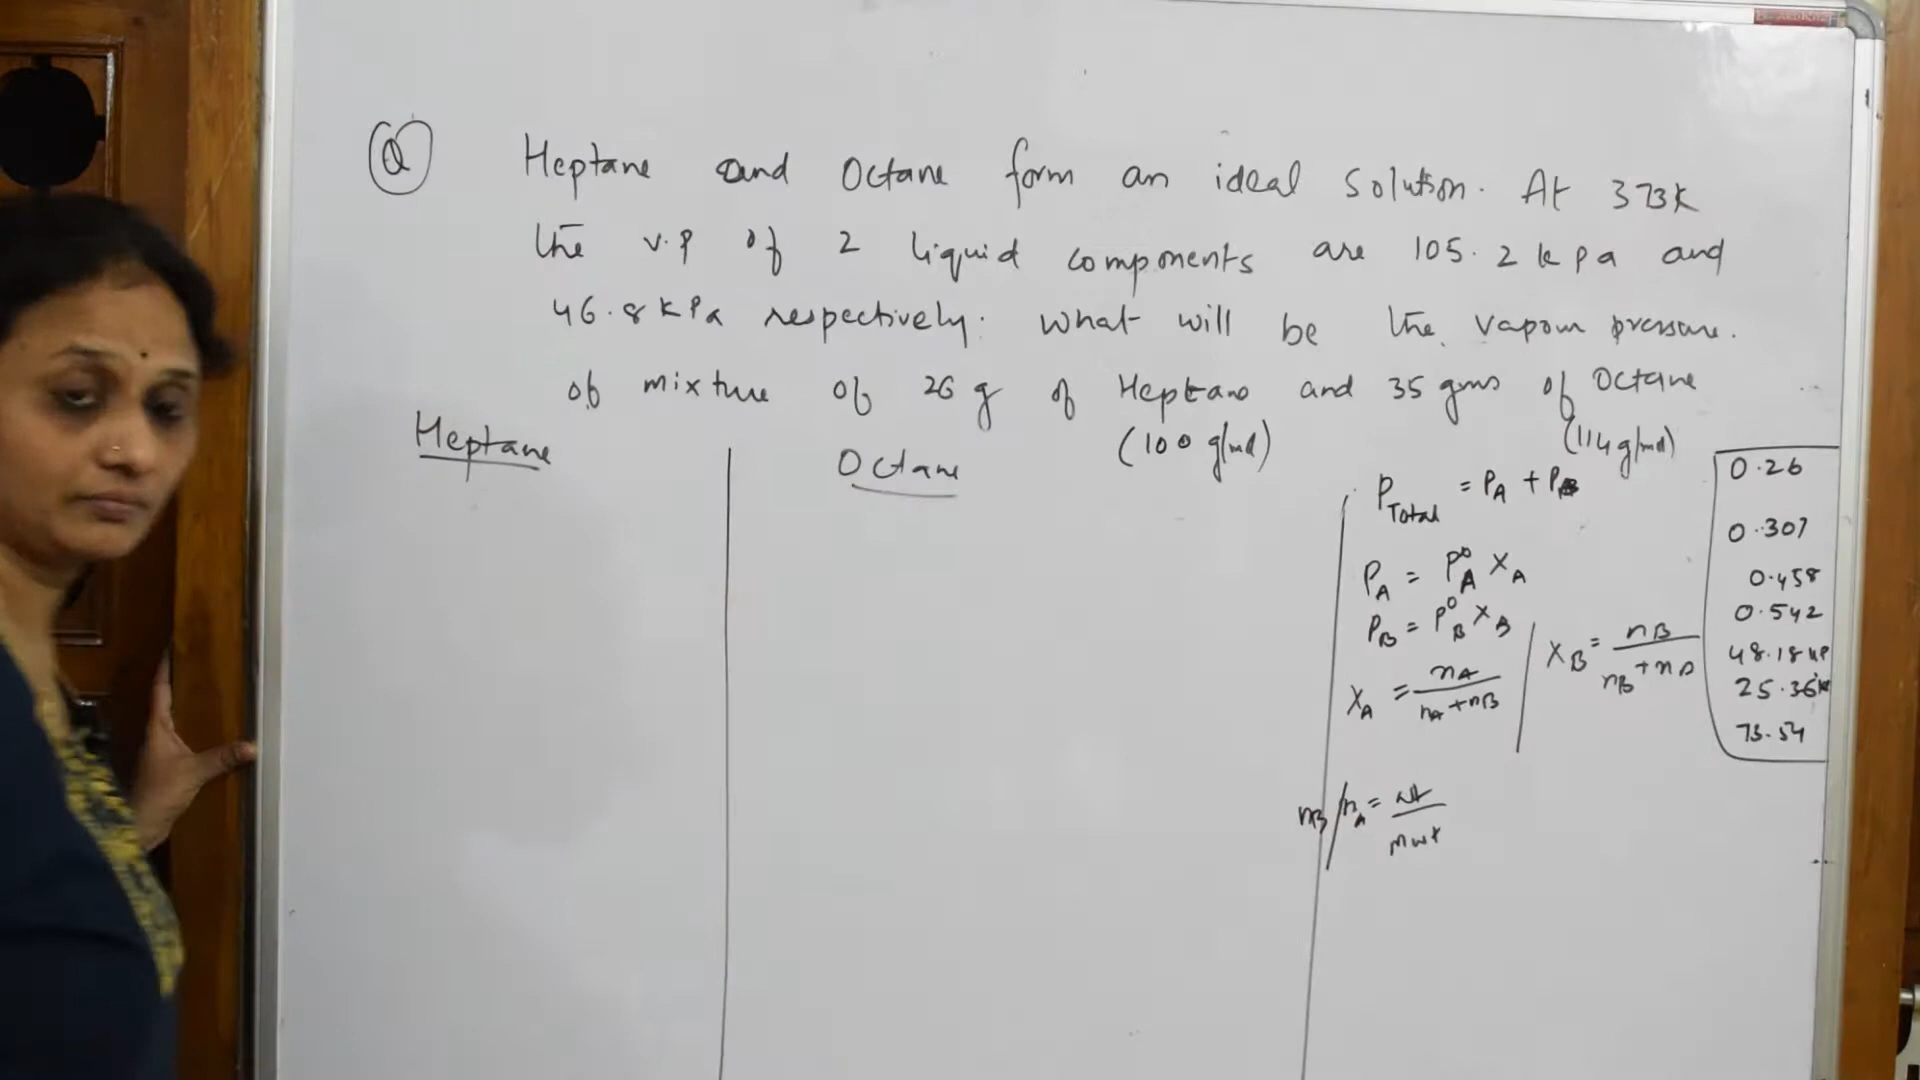 Q Heptane and Octane form an ideal solution. At 373K
the v.p of 2 liquid components are 105.2 kpa and
46.8 kPa respectively. What will be the vapour pressure.
of mixture of 26 g of Heptane and 35 gms of Octane
(100 g/mol) (114 g/mol)
Heptane
Octane
P Total = PA + PB
PA = P⁰A XA
PB = P⁰B XB
XA = nA / nA + nB
XB = nB / nB + nA
nB / nA = wt / mwt
0.26
0.307
0.458
0.542
48.18 kP
25.36 k
73.54